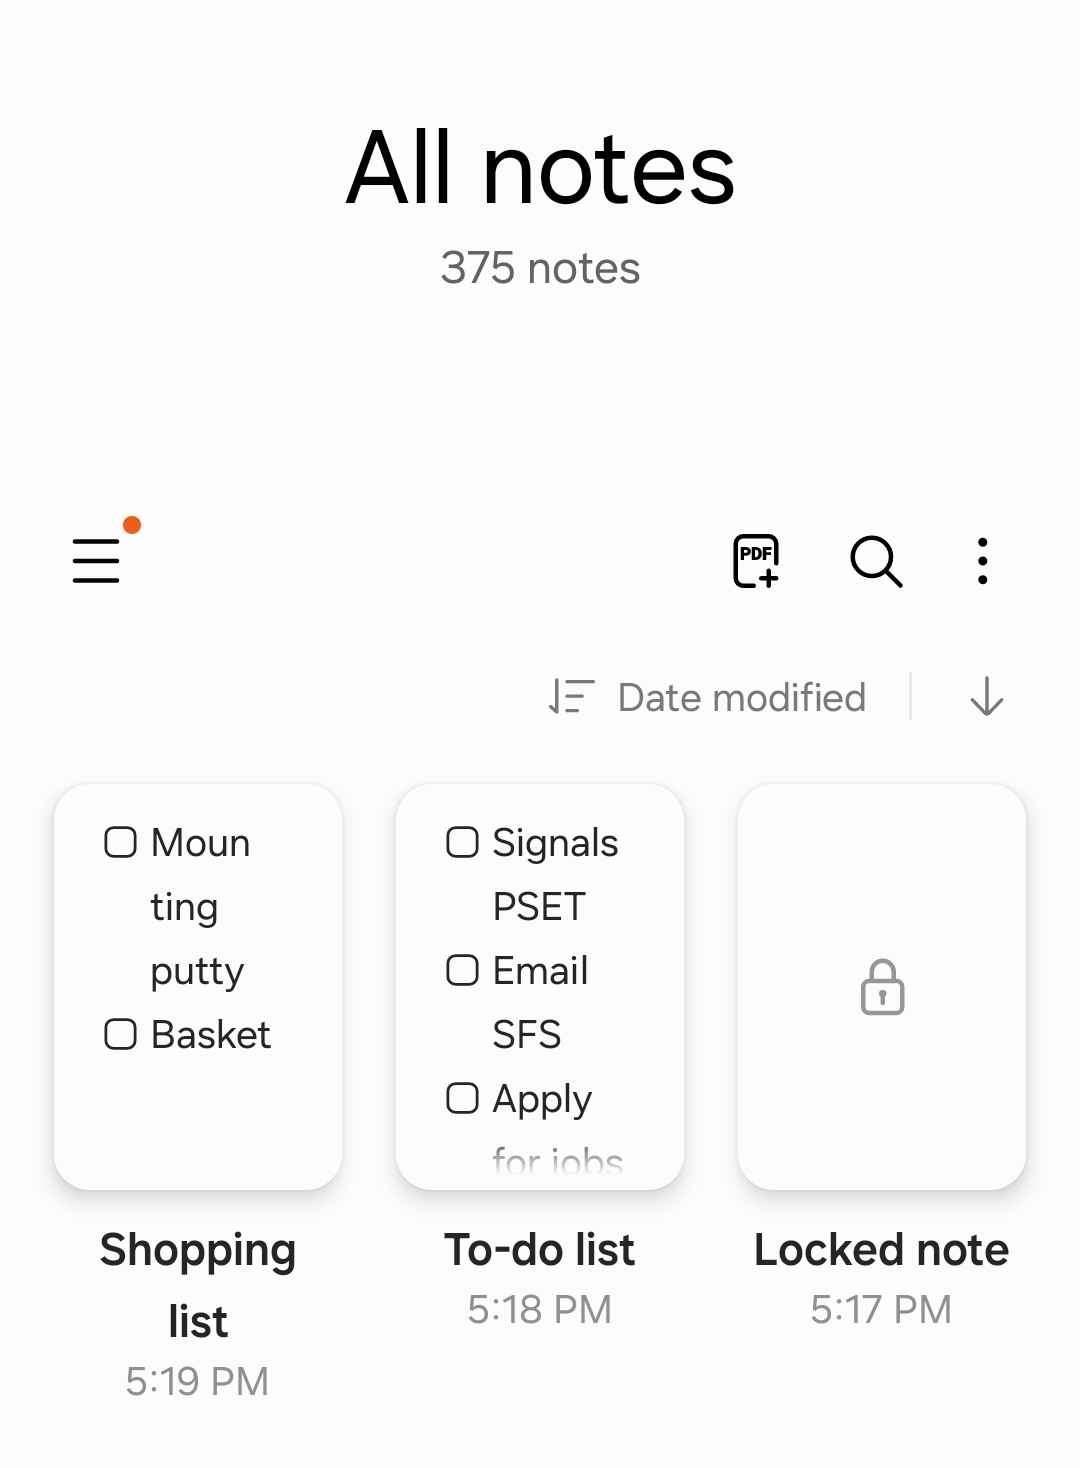 All notes
375 notes
PDF
Date modified
Moun
ting
putty
Basket
Shopping
list
5:19 PM
Signals
PSET
Email
SFS
Apply
for jobs
To-do list
5:18 PM
Locked note
5:17 PM